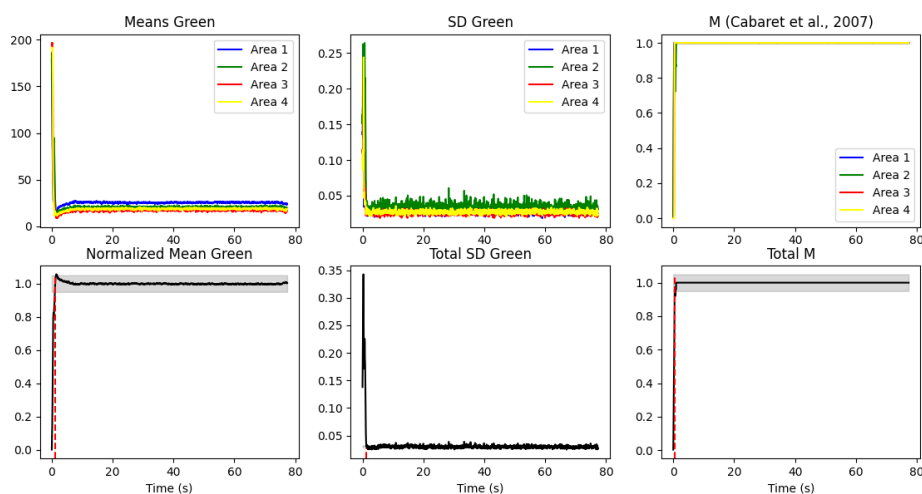 Means Green
200
150
100
50
0
0 20 40 60 80
Area 1
Area 2
Area 3
Area 4
SD Green
0.25
0.20
0.15
0.10
0.05
0 20 40 60 80
Area 1
Area 2
Area 3
Area 4
M (Cabaret et al., 2007)
1.0
0.8
0.6
0.4
0.2
0.0
0 20 40 60 80
Area 1
Area 2
Area 3
Area 4
Normalized Mean Green
1.0
0.8
0.6
0.4
0.2
0.0
0 20 40 60 80
Time (s)
Total SD Green
0.35
0.30
0.25
0.20
0.15
0.10
0.05
0 20 40 60 80
Time (s)
Total M
1.0
0.8
0.6
0.4
0.2
0.0
0 20 40 60 80
Time (s)